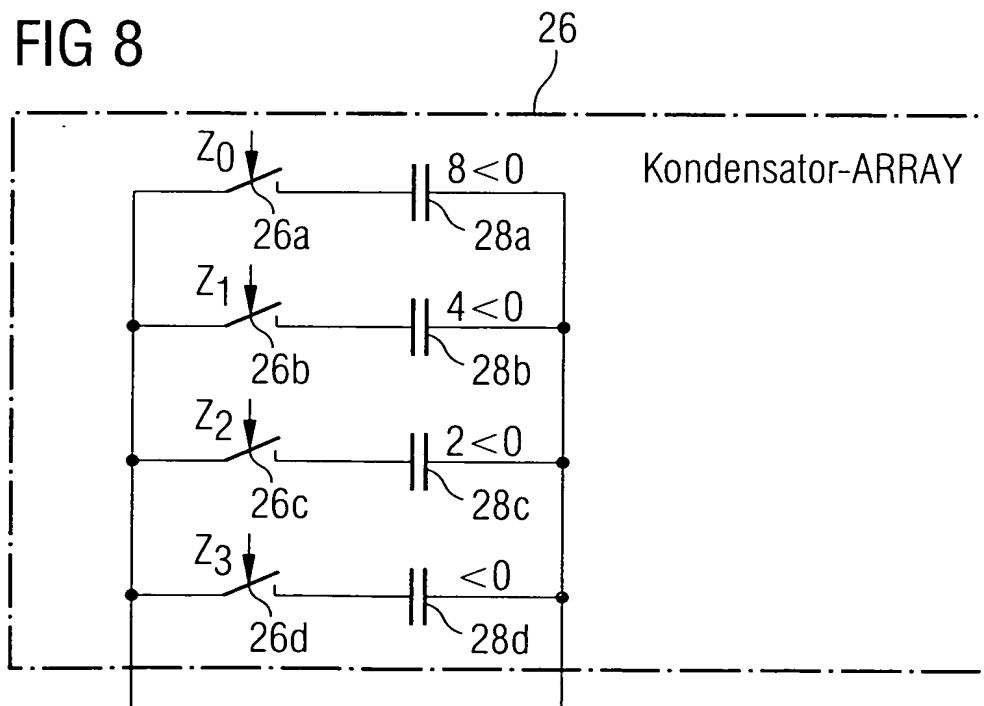 FIG 8
26
Kondensator-ARRAY
Z0
8<0
26a
28a
Z1
4<0
26b
28b
Z2
2<0
26c
28c
Z3
<0
26d
28d